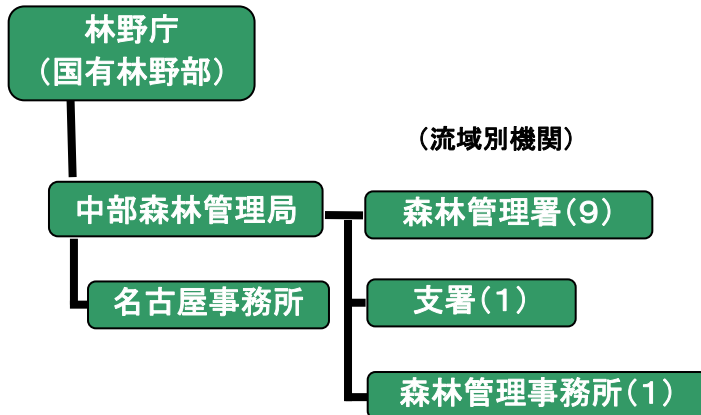 林野庁
（国有林野部）
（流域別機関）
中部森林管理局
森林管理署（９）
名古屋事務所
支署（１）
森林管理事務所（１）